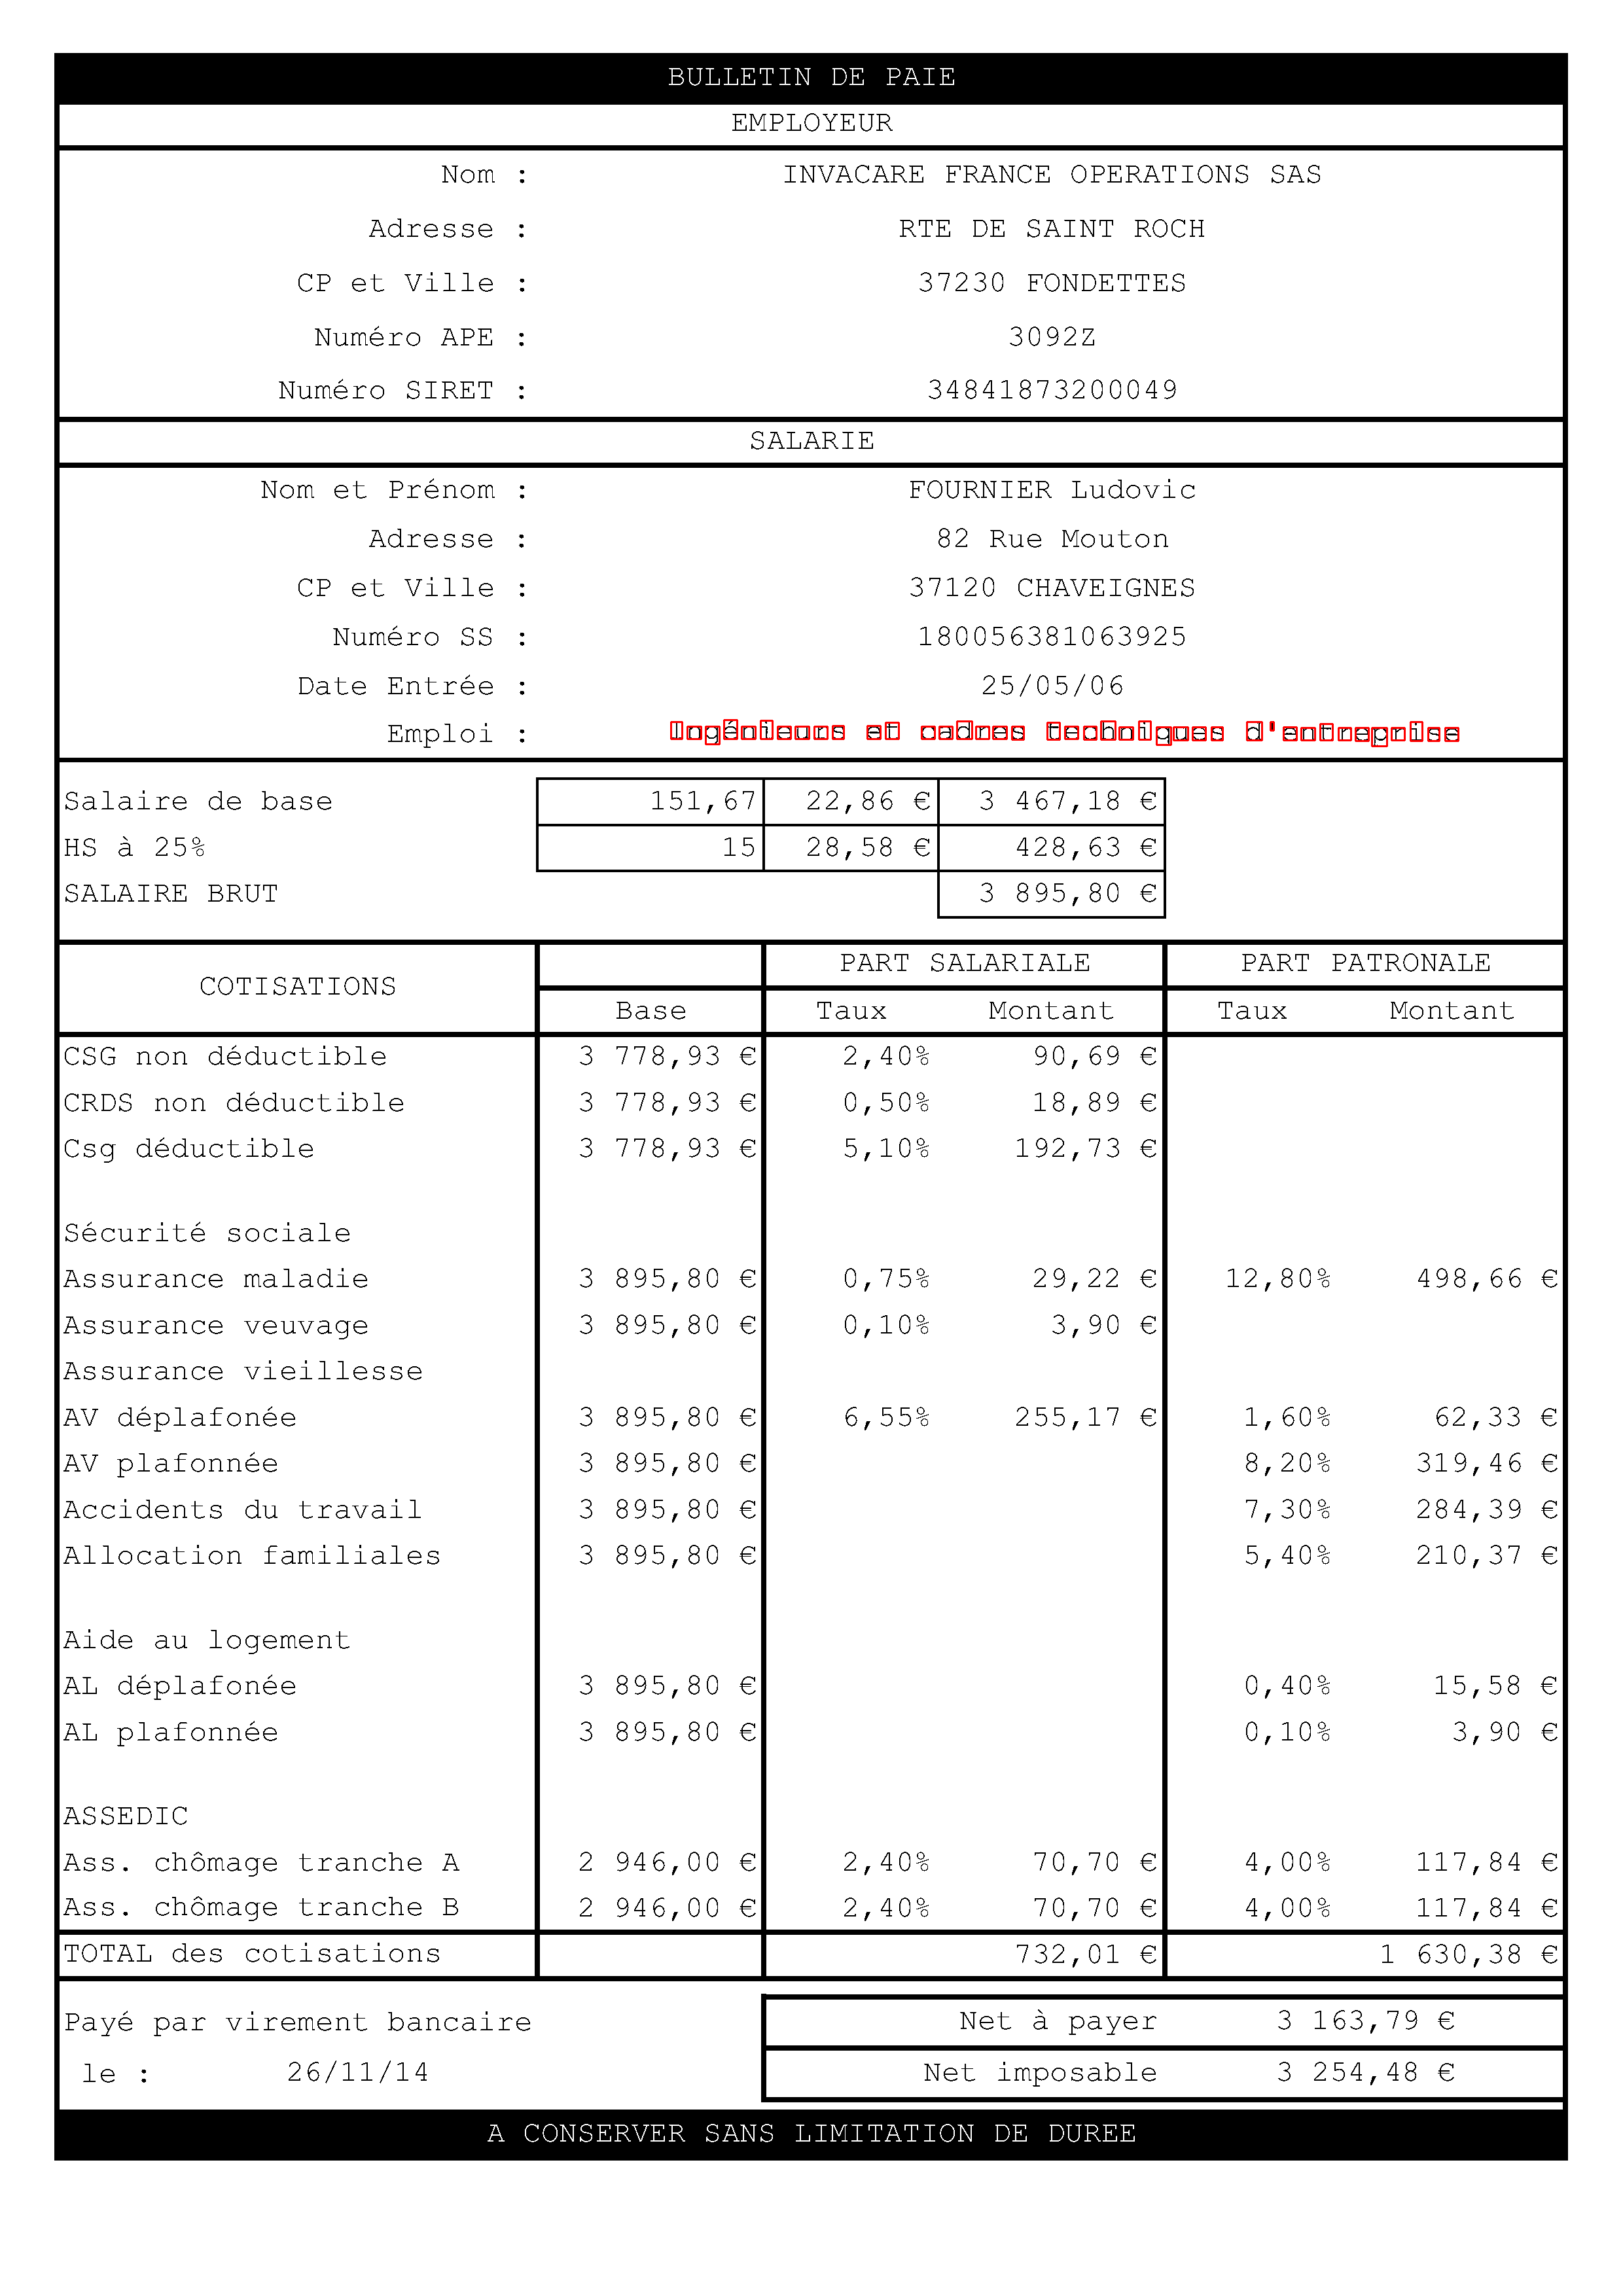 BULLETIN DE PAIE
EMPLOYEUR
Nom : INVACARE FRANCE OPERATIONS SAS
Adresse : RTE DE SAINT ROCH
CP et Ville : 37230 FONDETTES
Numéro APE : 3092Z
Numéro SIRET : 34841873200049
SALARIE
Nom et Prénom : FOURNIER Ludovic
Adresse : 82 Rue Mouton
CP et Ville : 37120 CHAVEIGNES
Numéro SS : 180056381063925
Date Entrée : 25/05/06
Emploi : Ingénieurs et cadres techniques d'entreprise
Salaire de base 151,67 22,86 € 3 467,18 €
HS à 25% 15 28,58 € 428,63 €
SALAIRE BRUT 3 895,80 €
COTISATIONS PART SALARIALE PART PATRONALE
Base Taux Montant Taux Montant
CSG non déductible 3 778,93 € 2,40% 90,69 €
CRDS non déductible 3 778,93 € 0,50% 18,89 €
Csg déductible 3 778,93 € 5,10% 192,73 €
Sécurité sociale
Assurance maladie 3 895,80 € 0,75% 29,22 € 12,80% 498,66 €
Assurance veuvage 3 895,80 € 0,10% 3,90 €
Assurance vieillesse
AV déplafonée 3 895,80 € 6,55% 255,17 € 1,60% 62,33 €
AV plafonnée 3 895,80 € 8,20% 319,46 €
Accidents du travail 3 895,80 € 7,30% 284,39 €
Allocation familiales 3 895,80 € 5,40% 210,37 €
Aide au logement
AL déplafonée 3 895,80 € 0,40% 15,58 €
AL plafonnée 3 895,80 € 0,10% 3,90 €
ASSEDIC
Ass. chômage tranche A 2 946,00 € 2,40% 70,70 € 4,00% 117,84 €
Ass. chômage tranche B 2 946,00 € 2,40% 70,70 € 4,00% 117,84 €
TOTAL des cotisations 732,01 € 1 630,38 €
Payé par virement bancaire Net à payer 3 163,79 €
le : 26/11/14 Net imposable 3 254,48 €
A CONSERVER SANS LIMITATION DE DUREE